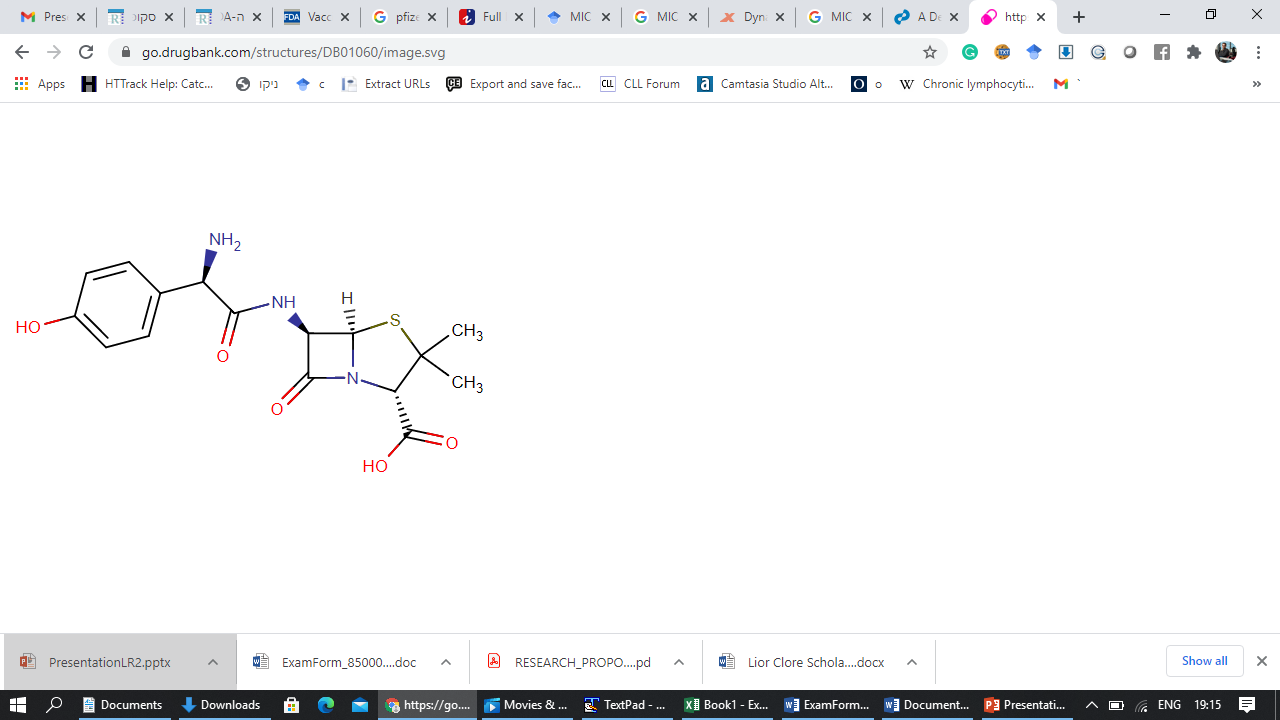 Pres
סקוס
ה-DA
Vacc
pfize
Full
MIC
MIC
Dyna
MIC
A De
http
go.drugbank.com/structures/DB01060/image.svg
Apps HTTrack Help: Catc... ניקו c. Extract URLs Export and save fac... CLL Forum Camtasia Studio Alt... o Chronic lymphocyti... `
NH2
NH H
HO O S CH3
N CH3
O
O
HO
PresentationLR2.pptx ExamForm_85000....doc RESEARCH_PROPO....pd Lior Clore Schola....docx Show all
Documents Downloads https://go.... Movies & ... TextPad - ... Book1 - Ex... ExamForm... Document... Presentati... ENG 19:15